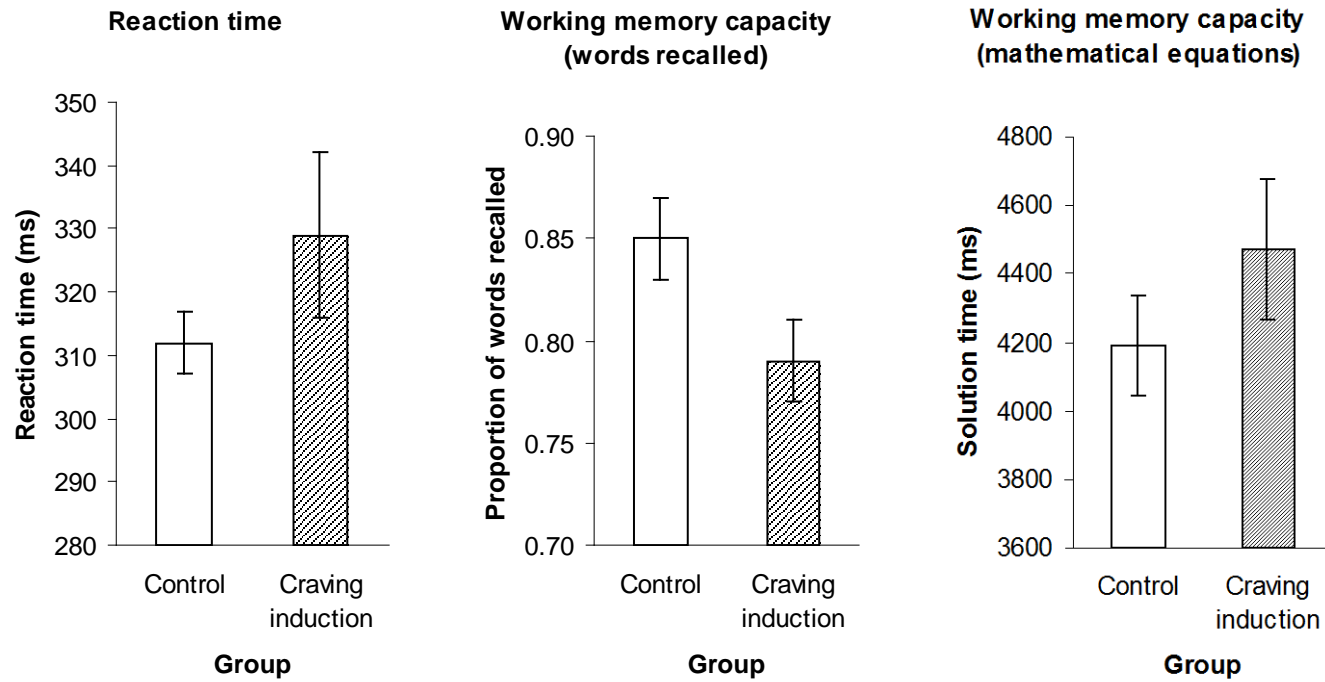 Reaction time
Reaction time (ms)
350
340
330
320
310
300
290
280
Control
Craving
induction
Group
Working memory capacity
(words recalled)
Proportion of words recalled
0.90
0.85
0.80
0.75
0.70
Control
Craving
induction
Group
Working memory capacity
(mathematical equations)
Solution time (ms)
4800
4600
4400
4200
4000
3800
3600
Control
Craving
induction
Group